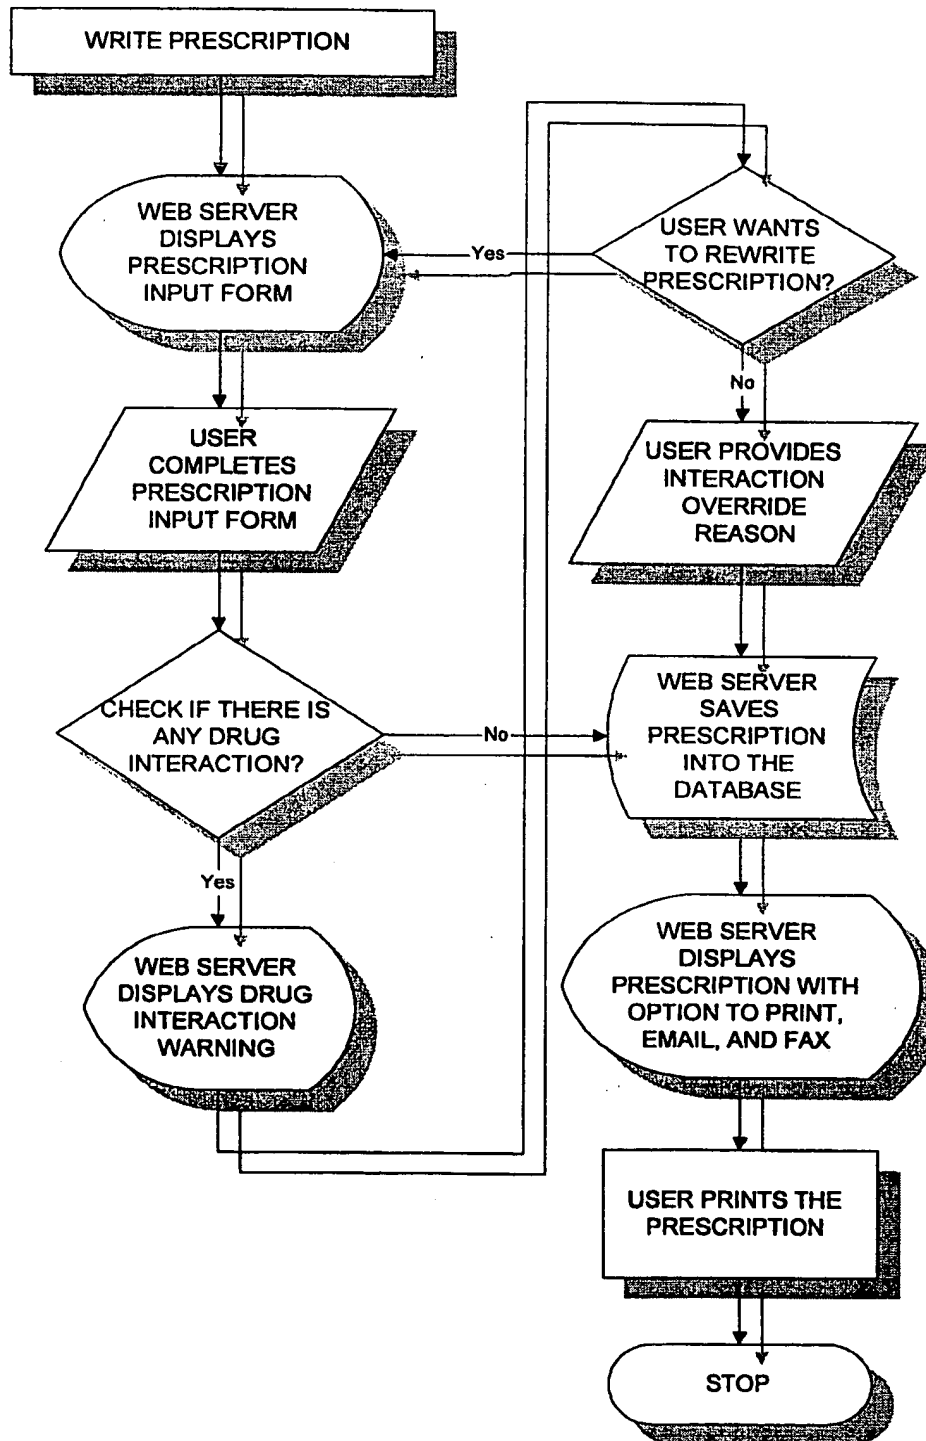 WRITE PRESCRIPTION
WEB SERVER
DISPLAYS
PRESCRIPTION
INPUT FORM
USER
COMPLETES
PRESCRIPTION
INPUT FORM
CHECK IF THERE IS
ANY DRUG
INTERACTION?
No
Yes
WEB SERVER
DISPLAYS DRUG
INTERACTION
WARNING
USER WANTS
TO REWRITE
PRESCRIPTION?
Yes
No
USER PROVIDES
INTERACTION
OVERRIDE
REASON
WEB SERVER
SAVES
PRESCRIPTION
INTO THE
DATABASE
WEB SERVER
DISPLAYS
PRESCRIPTION WITH
OPTION TO PRINT,
EMAIL, AND FAX
USER PRINTS THE
PRESCRIPTION
STOP